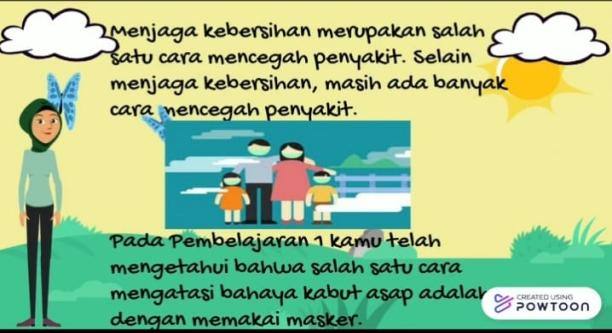 Menjaga kebersihan merupakan salah
satu cara mencegah penyakit. Selain
menjaga kebersihan, masih ada banyak
cara mencegah penyakit.
Pada Pembelajaran 1 kamu telah
mengetahui bahwa salah satu cara
mengatasi bahaya kabut asap adalah
dengan memakai masker.
CREATED USING
POWTOON